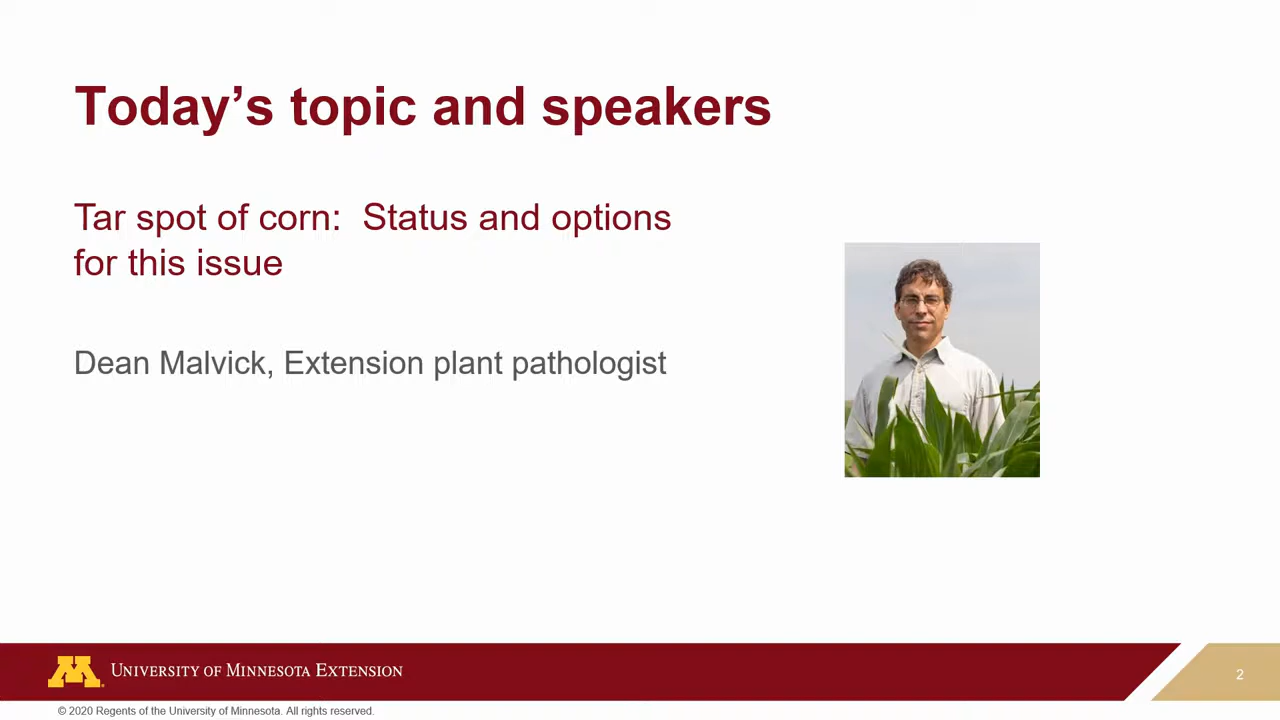 Today’s topic and speakers
Tar spot of corn:  Status and options
for this issue
Dean Malvick, Extension plant pathologist
M
University of Minnesota Extension
2
© 2020 Regents of the University of Minnesota. All rights reserved.